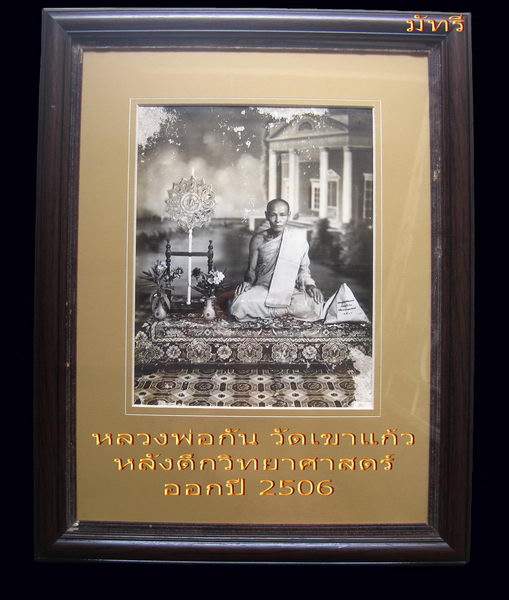 มัทรี
หลวงพ่อกัน วัดเขาแก้ว
หลังตึกวิทยาศาสตร์
ออกปี 2506